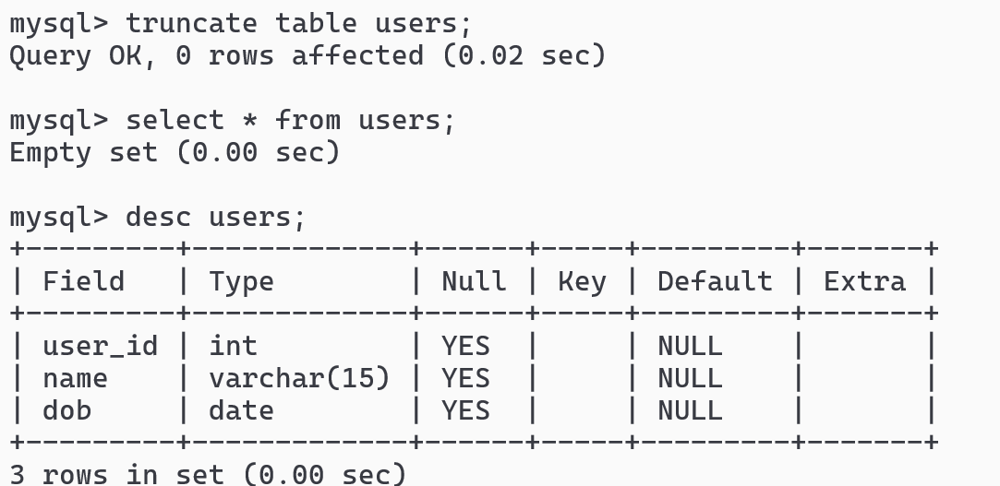 mysql> truncate table users;
Query OK, 0 rows affected (0.02 sec)

mysql> select * from users;
Empty set (0.00 sec)

mysql> desc users;
+---------+-------------+------+-----+---------+-------+
| Field   | Type        | Null | Key | Default | Extra |
+---------+-------------+------+-----+---------+-------+
| user_id | int         | YES  |     | NULL    |       |
| name    | varchar(15) | YES  |     | NULL    |       |
| dob     | date        | YES  |     | NULL    |       |
+---------+-------------+------+-----+---------+-------+
3 rows in set (0.00 sec)